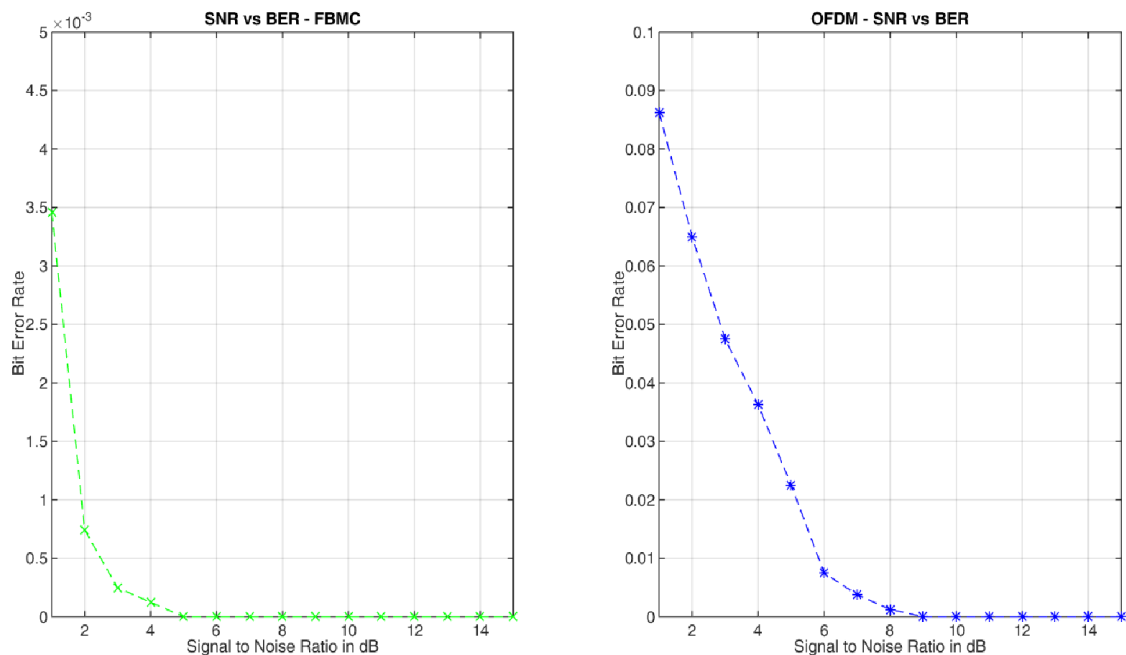 SNR vs BER - FBMC
×10⁻³
5
4.5
4
3.5
3
2.5
2
1.5
1
0.5
0
Bit Error Rate
2 4 6 8 10 12 14
Signal to Noise Ratio in dB
OFDM - SNR vs BER
0.1
0.09
0.08
0.07
0.06
0.05
0.04
0.03
0.02
0.01
0
Bit Error Rate
2 4 6 8 10 12 14
Signal to Noise Ratio in dB